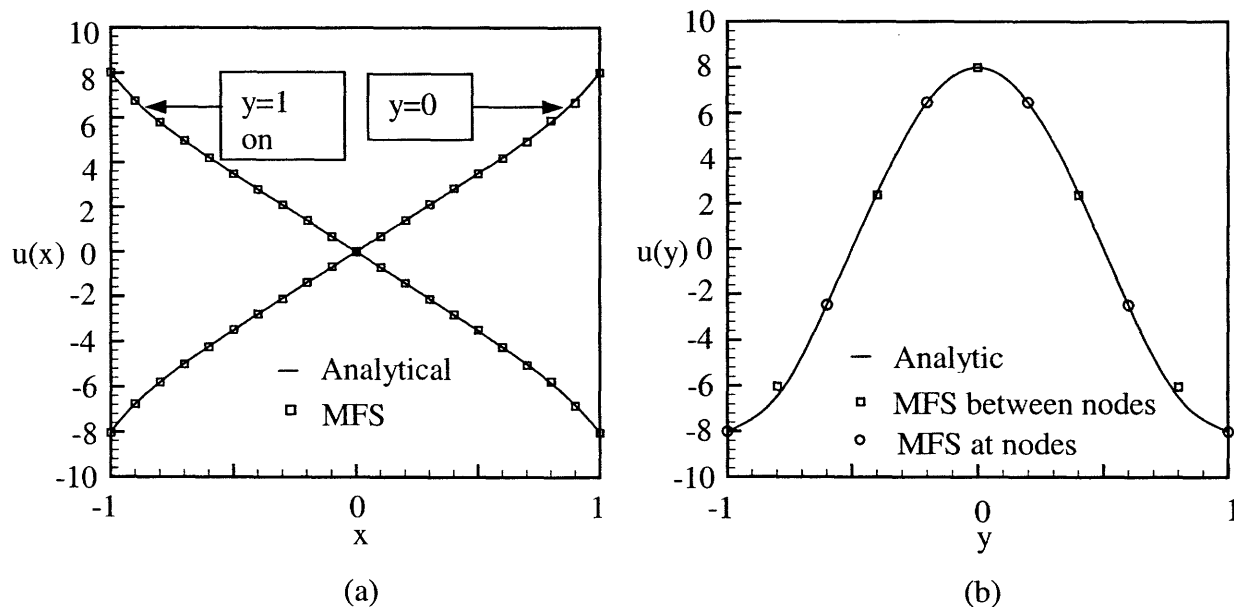 10
8
6
4
2
0
-2
-4
-6
-8
-10
u(x)
y=1
on
y=0
Analytical
MFS
-1
0
1
x
(a)
10
8
6
4
2
0
-2
-4
-6
-8
-10
u(y)
Analytic
MFS between nodes
MFS at nodes
-1
0
1
y
(b)